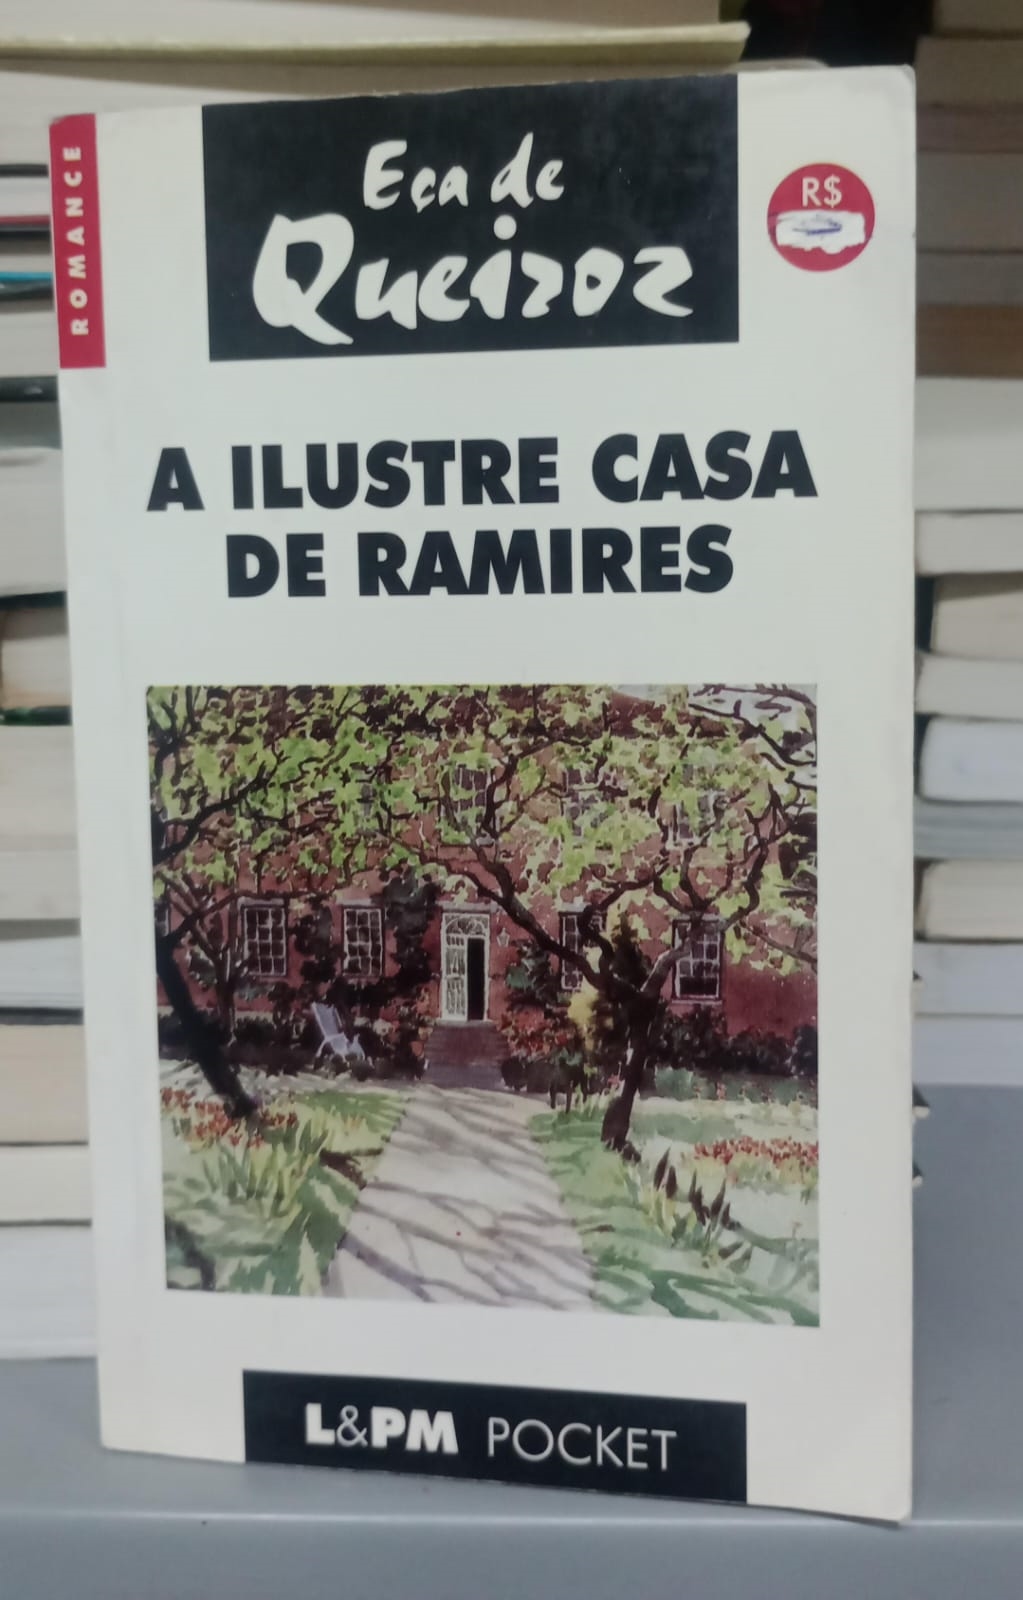 ROMANCE
Eça de
Queiroz
R$
A ILUSTRE CASA
DE RAMIRES
L&PM POCKET